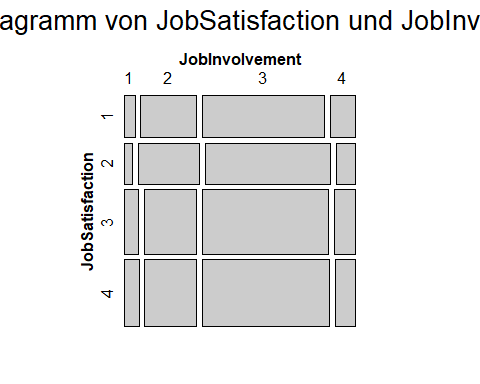 agramm von JobSatisfaction und JobInv
JobInvolvement
1 2 3 4
JobSatisfaction
1
2
3
4